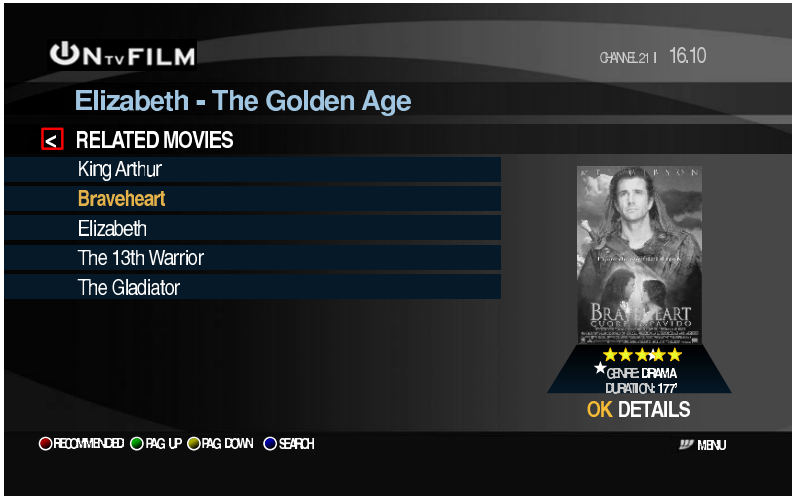 ONTVFILM
CHANNEL 21 | 16.10
Elizabeth - The Golden Age
< RELATED MOVIES
King Arthur
Braveheart
Elizabeth
The 13th Warrior
The Gladiator
BRAVEHEART
CUORE IMPAVIDO
GENRE: DRAMA
DURATION: 177'
OK DETAILS
RECOMMENDED PAG UP PAG DOWN SEARCH
MENU